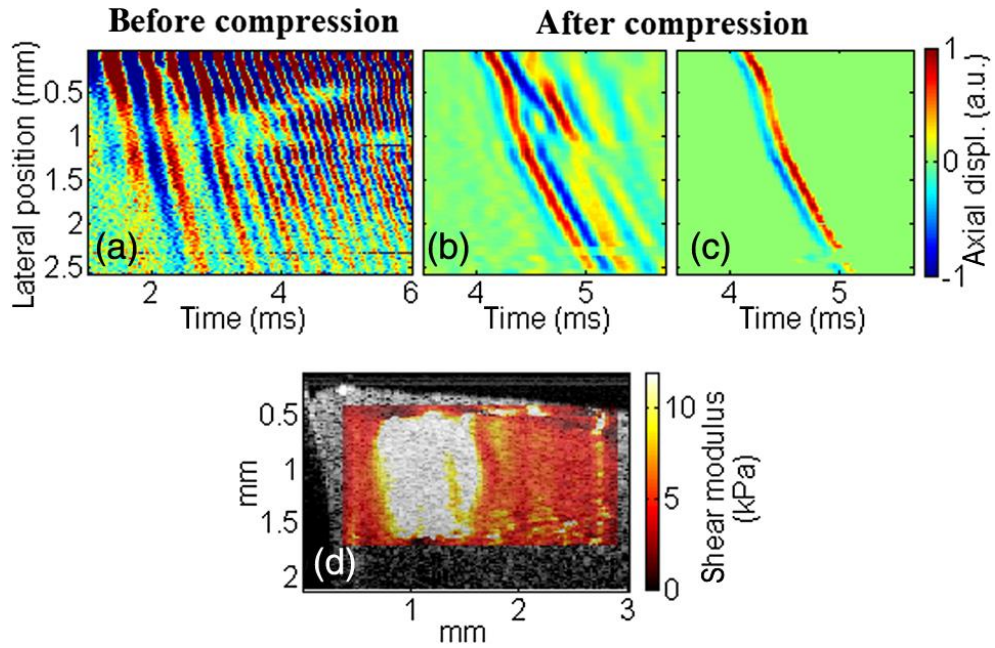 Before compression
After compression
Lateral position (mm)
0.5
1
1.5
2
2.5
(a)
2
3
4
5
6
Time (ms)
(b)
4
5
Time (ms)
(c)
4
5
Time (ms)
1
0
-1
Axial displ. (a.u.)
mm
0.5
1
1.5
2
(d)
1
2
3
mm
10
5
0
Shear modulus
(kPa)